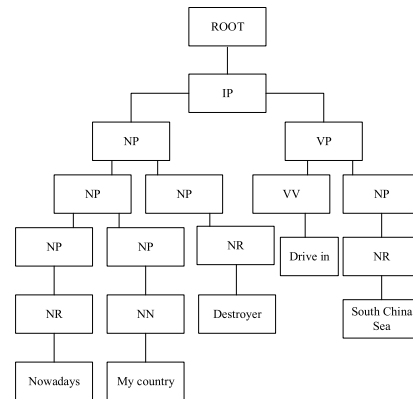 ROOT
IP
NP
VP
NP
NP
VV
NP
NP
NP
NR
Drive in
NR
NR
NN
Destroyer
South China
Sea
Nowadays
My country